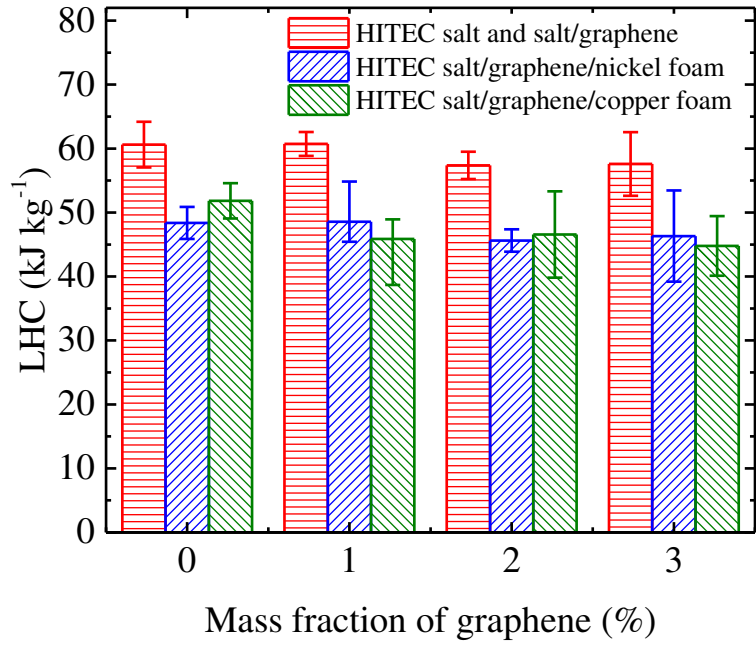 80
70
60
50
40
30
20
10
0
LHC (kJ kg⁻¹)
HITEC salt and salt/graphene
HITEC salt/graphene/nickel foam
HITEC salt/graphene/copper foam
0 1 2 3
Mass fraction of graphene (%)